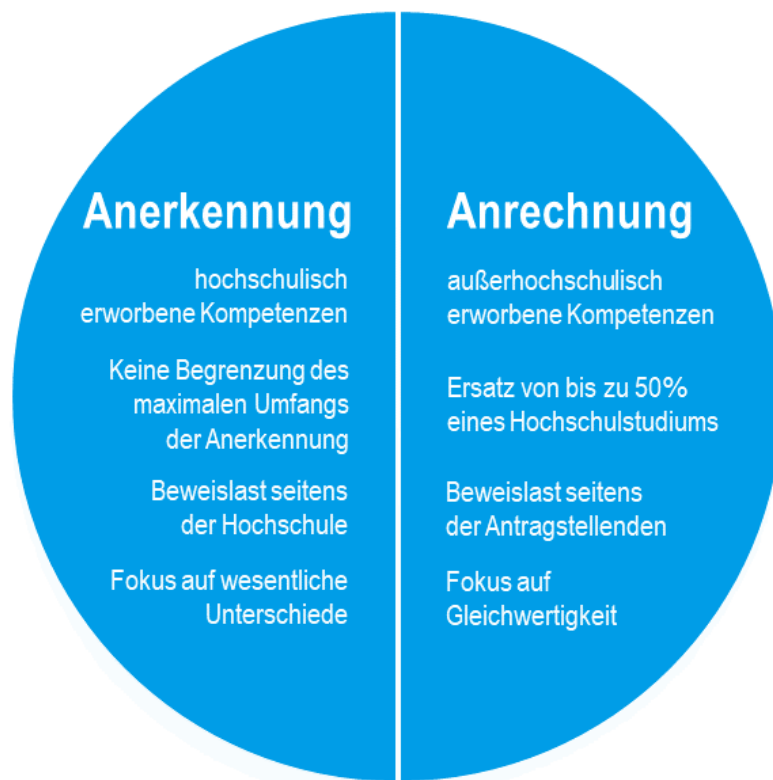 Anerkennung
hochschulisch
erworbene Kompetenzen
Keine Begrenzung des
maximalen Umfangs
der Anerkennung
Beweislast seitens
der Hochschule
Fokus auf wesentliche
Unterschiede
Anrechnung
außerhochschulisch
erworbene Kompetenzen
Ersatz von bis zu 50%
eines Hochschulstudiums
Beweislast seitens
der Antragstellenden
Fokus auf
Gleichwertigkeit